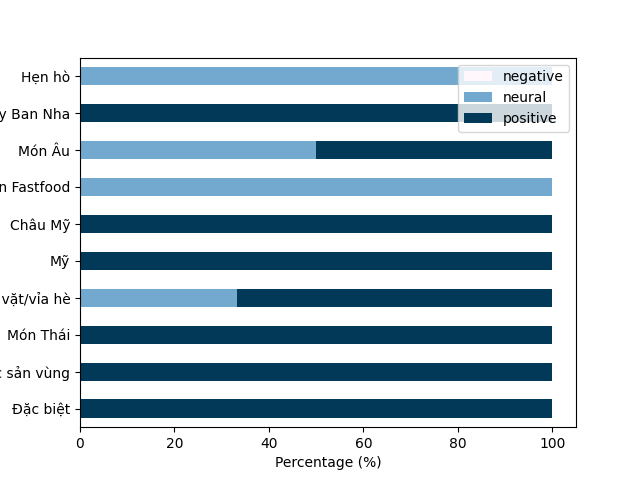 Hẹn hò
y Ban Nha
Món Âu
n Fastfood
Châu Mỹ
Mỹ
vặt/vỉa hè
Món Thái
sản vùng
Đặc biệt
negative
neural
positive
0 20 40 60 80 100
Percentage (%)